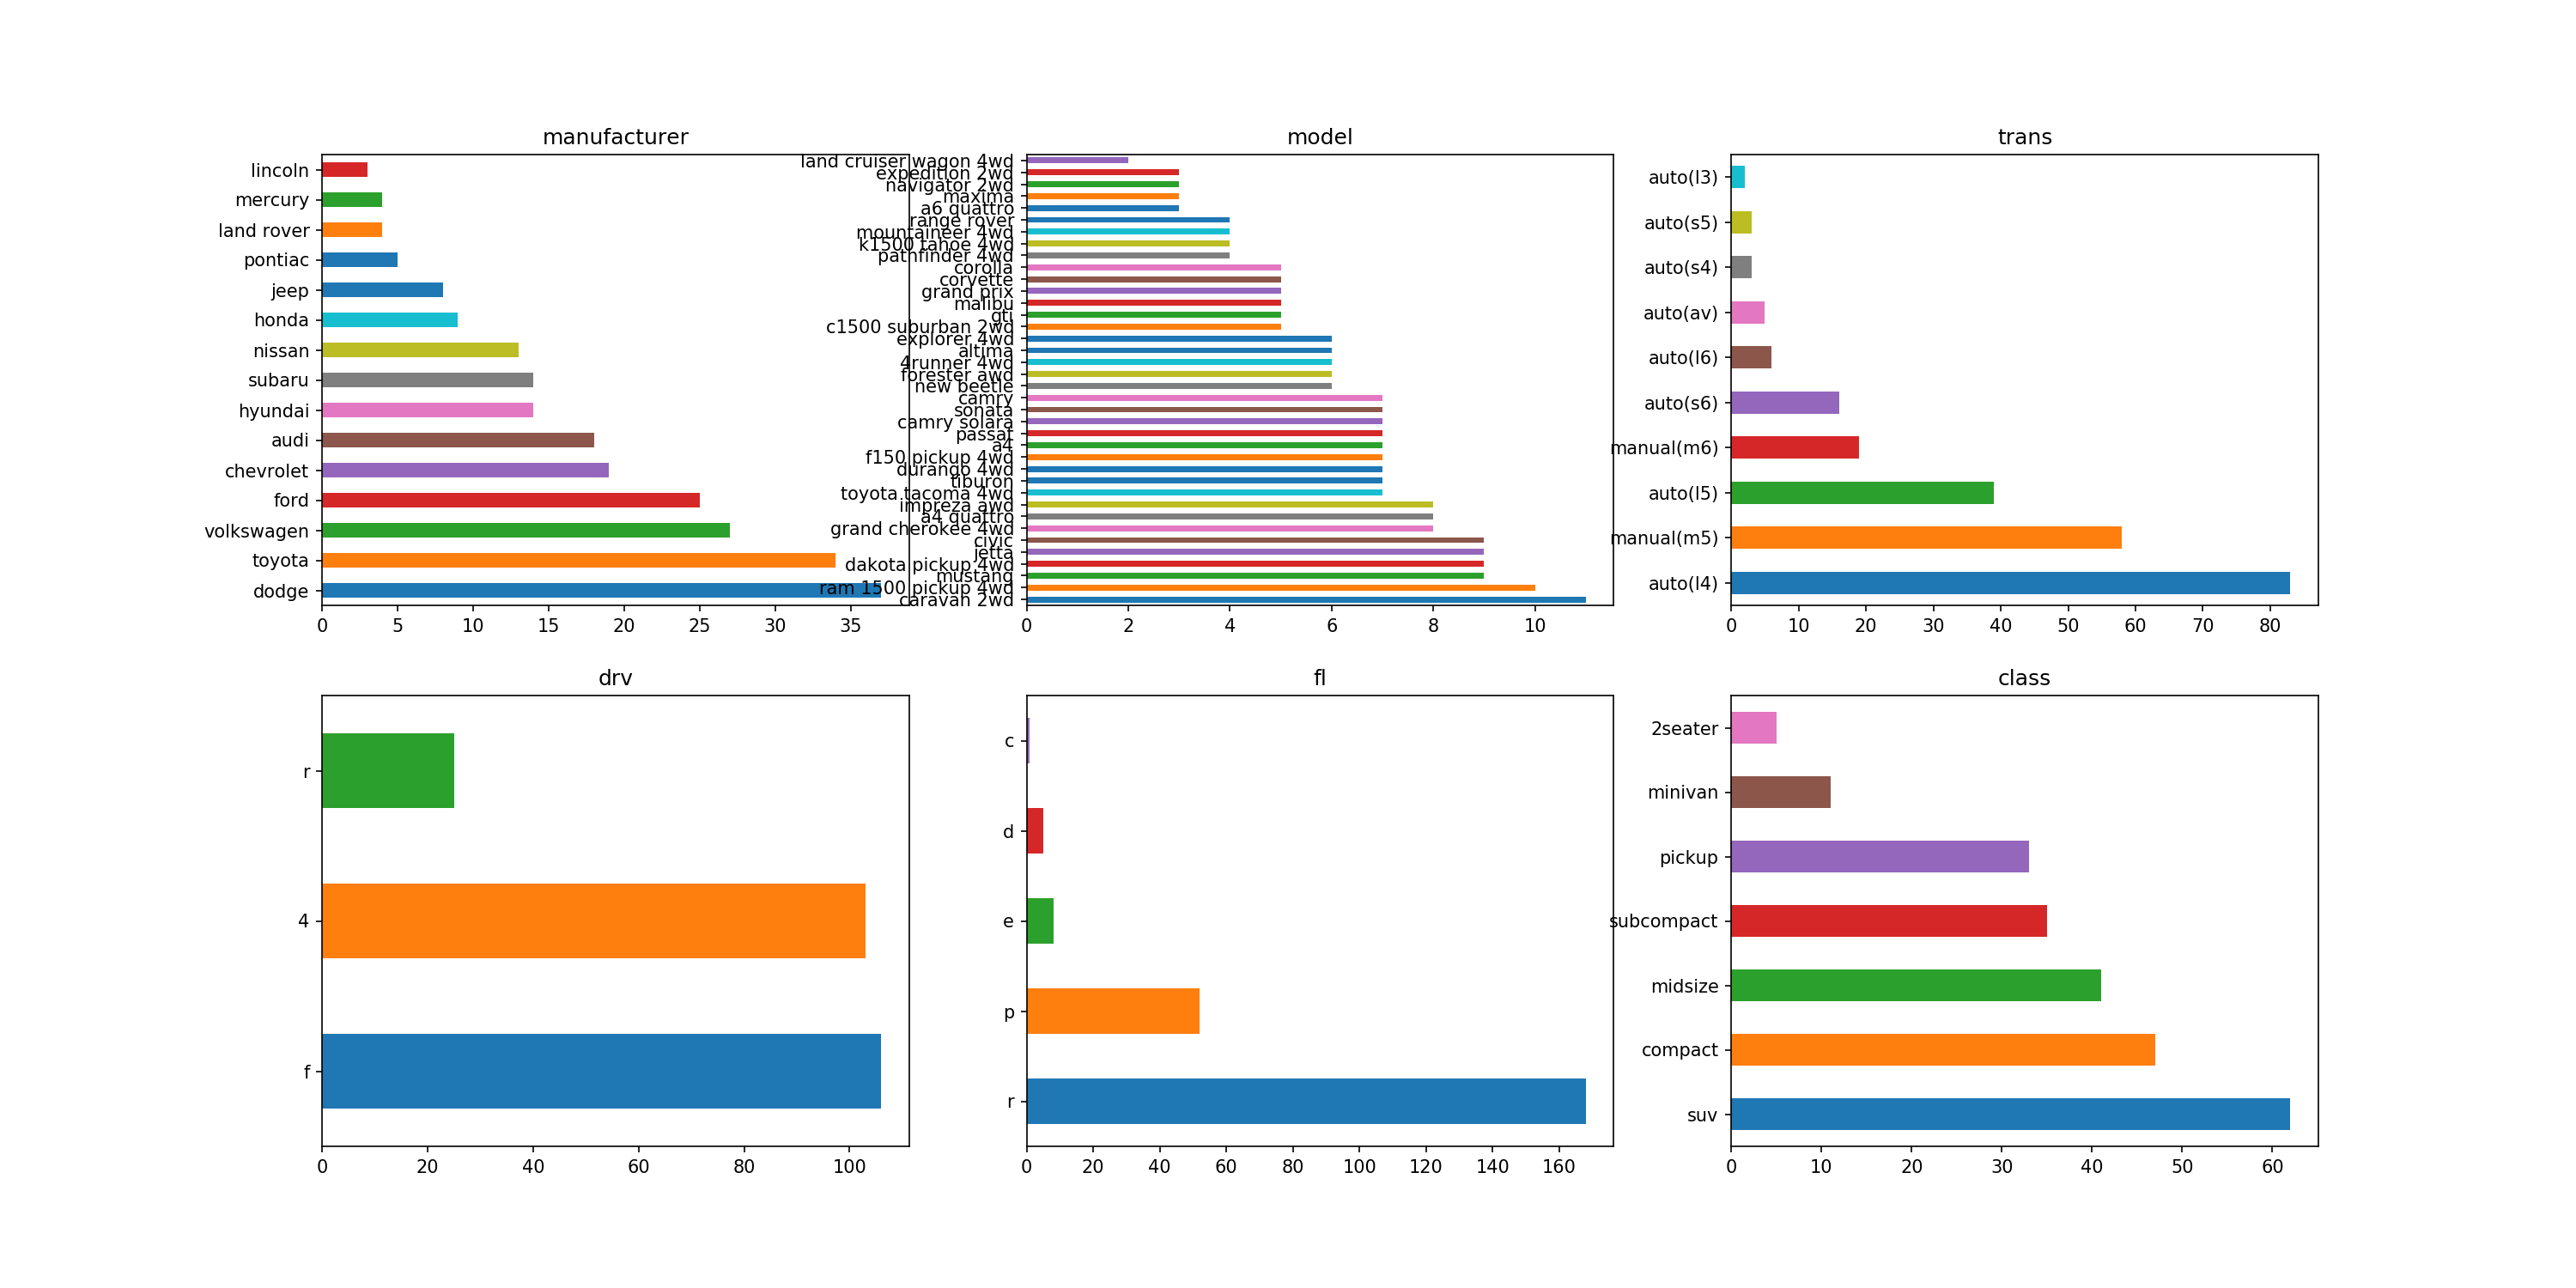 manufacturer
lincoln
mercury
land rover
pontiac
jeep
honda
nissan
subaru
hyundai
audi
chevrolet
ford
volkswagen
toyota
dodge
0 5 10 15 20 25 30 35
model
land cruiser wagon 4wd
expedition 2wd
navigator 2wd
maxima
a6 quattro
range rover
mountaineer 4wd
k1500 tahoe 4wd
pathfinder 4wd
corolla
corvette
grand prix
malibu
gti
c1500 suburban 2wd
explorer 4wd
altima
4runner 4wd
forester awd
new beetle
camry
sonata
camry solara
passat
a4
f150 pickup 4wd
durango 4wd
tiburon
toyota tacoma 4wd
impreza awd
a4 quattro
grand cherokee 4wd
civic
jetta
dakota pickup 4wd
mustang
ram 1500 pickup 4wd
caravan 2wd
0 2 4 6 8 10
trans
auto(l3)
auto(s5)
auto(s4)
auto(av)
auto(l6)
auto(s6)
manual(m6)
auto(l5)
manual(m5)
auto(l4)
0 10 20 30 40 50 60 70 80
drv
r
4
f
0 20 40 60 80 100
fl
c
d
e
p
r
0 20 40 60 80 100 120 140 160
class
2seater
minivan
pickup
subcompact
midsize
compact
suv
0 10 20 30 40 50 60